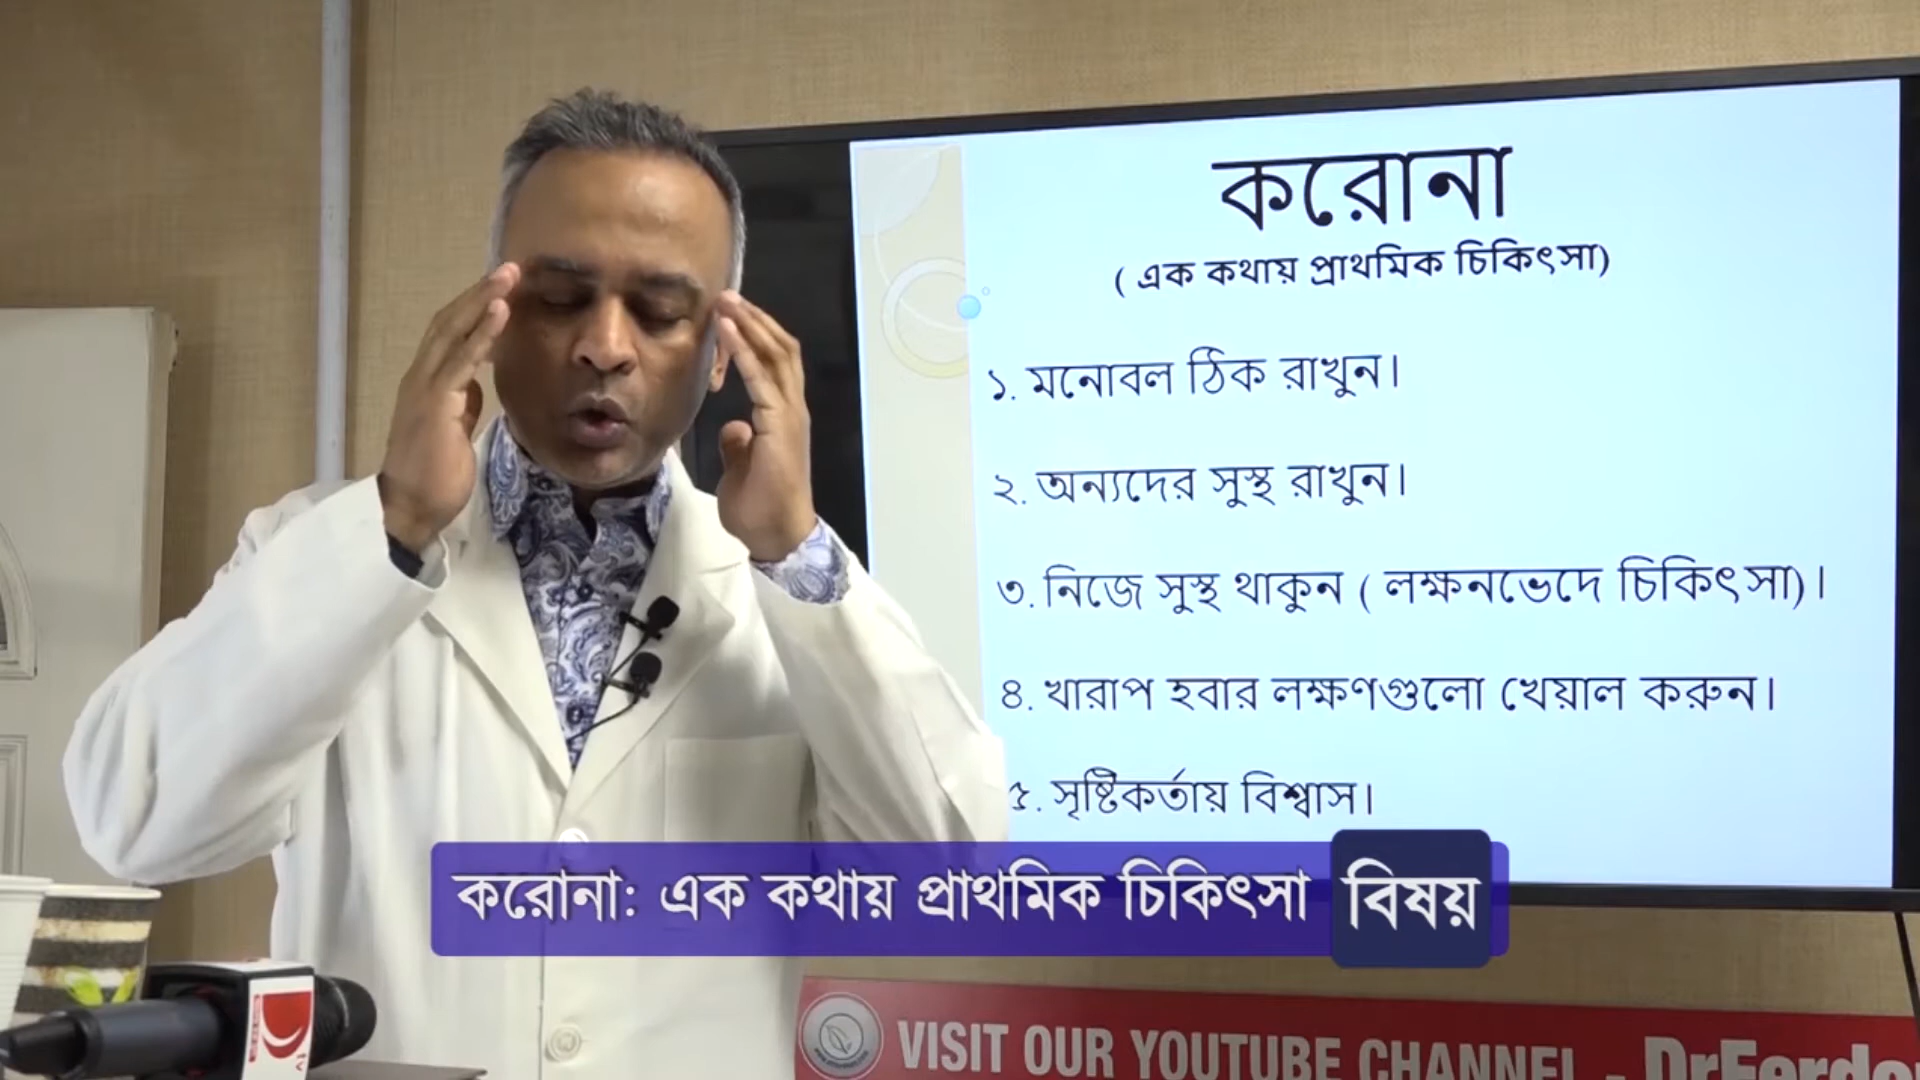 করোনা
( এক কথায় প্রাথমিক চিকিৎসা)
১. মনোবল ঠিক রাখুন।
২. অন্যদের সুস্থ রাখুন।
৩. নিজে সুস্থ থাকুন ( লক্ষনভেদে চিকিৎসা)।
৪. খারাপ হবার লক্ষণগুলো খেয়াল করুন।
৫. সৃষ্টিকর্তায় বিশ্বাস।
করোনা: এক কথায় প্রাথমিক চিকিৎসা বিষয়
VISIT OUR YOUTUBE CHANNEL -
tv